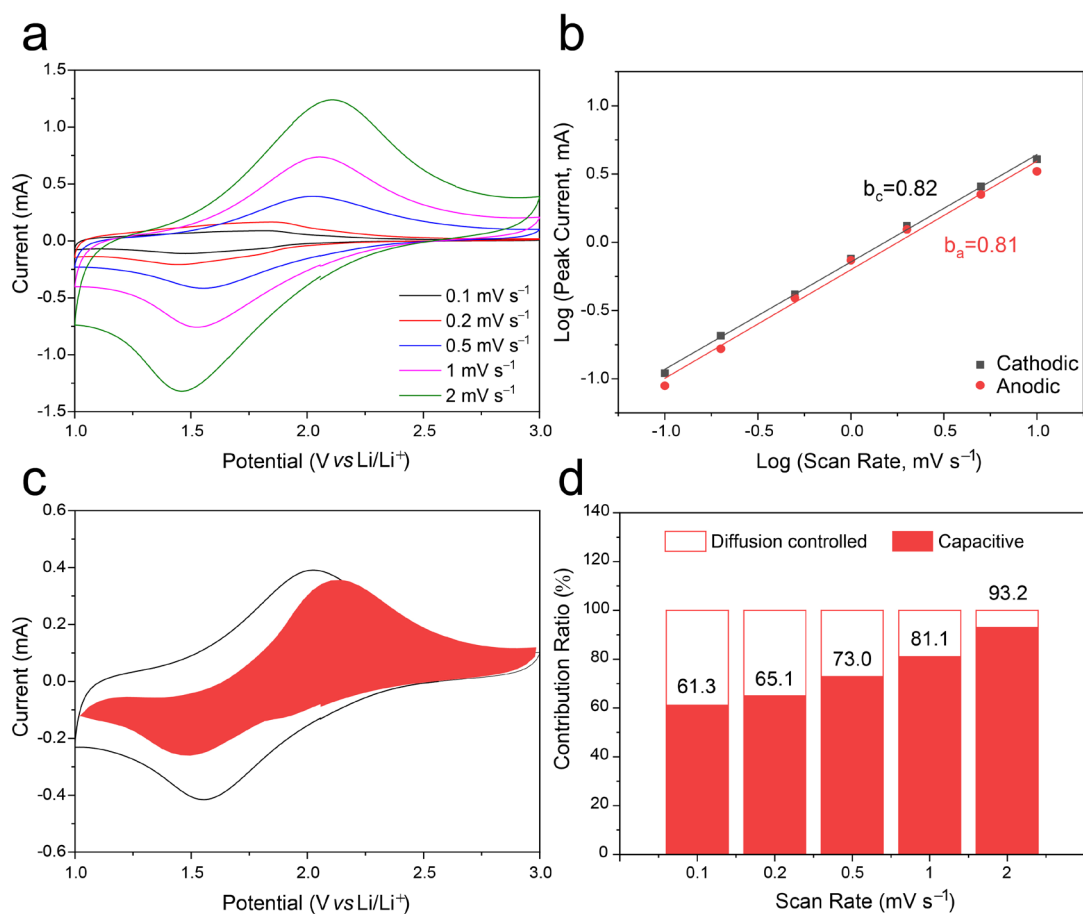 a
1.5
1.0
0.5
0.0
-0.5
-1.0
-1.5
Current (mA)
0.1 mV s⁻¹
0.2 mV s⁻¹
0.5 mV s⁻¹
1 mV s⁻¹
2 mV s⁻¹
1.0 1.5 2.0 2.5 3.0
Potential (V vs Li/Li⁺)
b
1.0
0.5
0.0
-0.5
-1.0
Log (Peak Current, mA)
b_c=0.82
b_a=0.81
Cathodic
Anodic
-1.0 -0.5 0.0 0.5 1.0
Log (Scan Rate, mV s⁻¹)
c
0.6
0.4
0.2
0.0
-0.2
-0.4
-0.6
Current (mA)
1.0 1.5 2.0 2.5 3.0
Potential (V vs Li/Li⁺)
d
140
120
100
80
60
40
20
0
Contribution Ratio (%)
Diffusion controlled Capacitive
61.3
65.1
73.0
81.1
93.2
0.1 0.2 0.5 1 2
Scan Rate (mV s⁻¹)